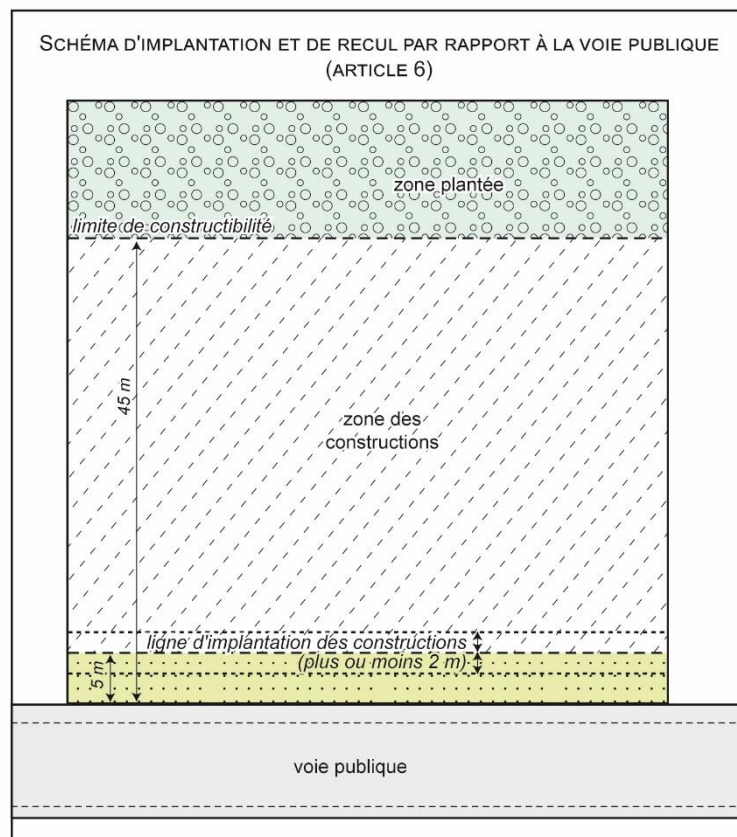 SCHÉMA D'IMPLANTATION ET DE RECUL PAR RAPPORT À LA VOIE PUBLIQUE
(ARTICLE 6)
zone plantée
limite de constructibilité
45 m
zone des
constructions
ligne d'implantation des constructions
(plus ou moins 2 m)
5 m
voie publique